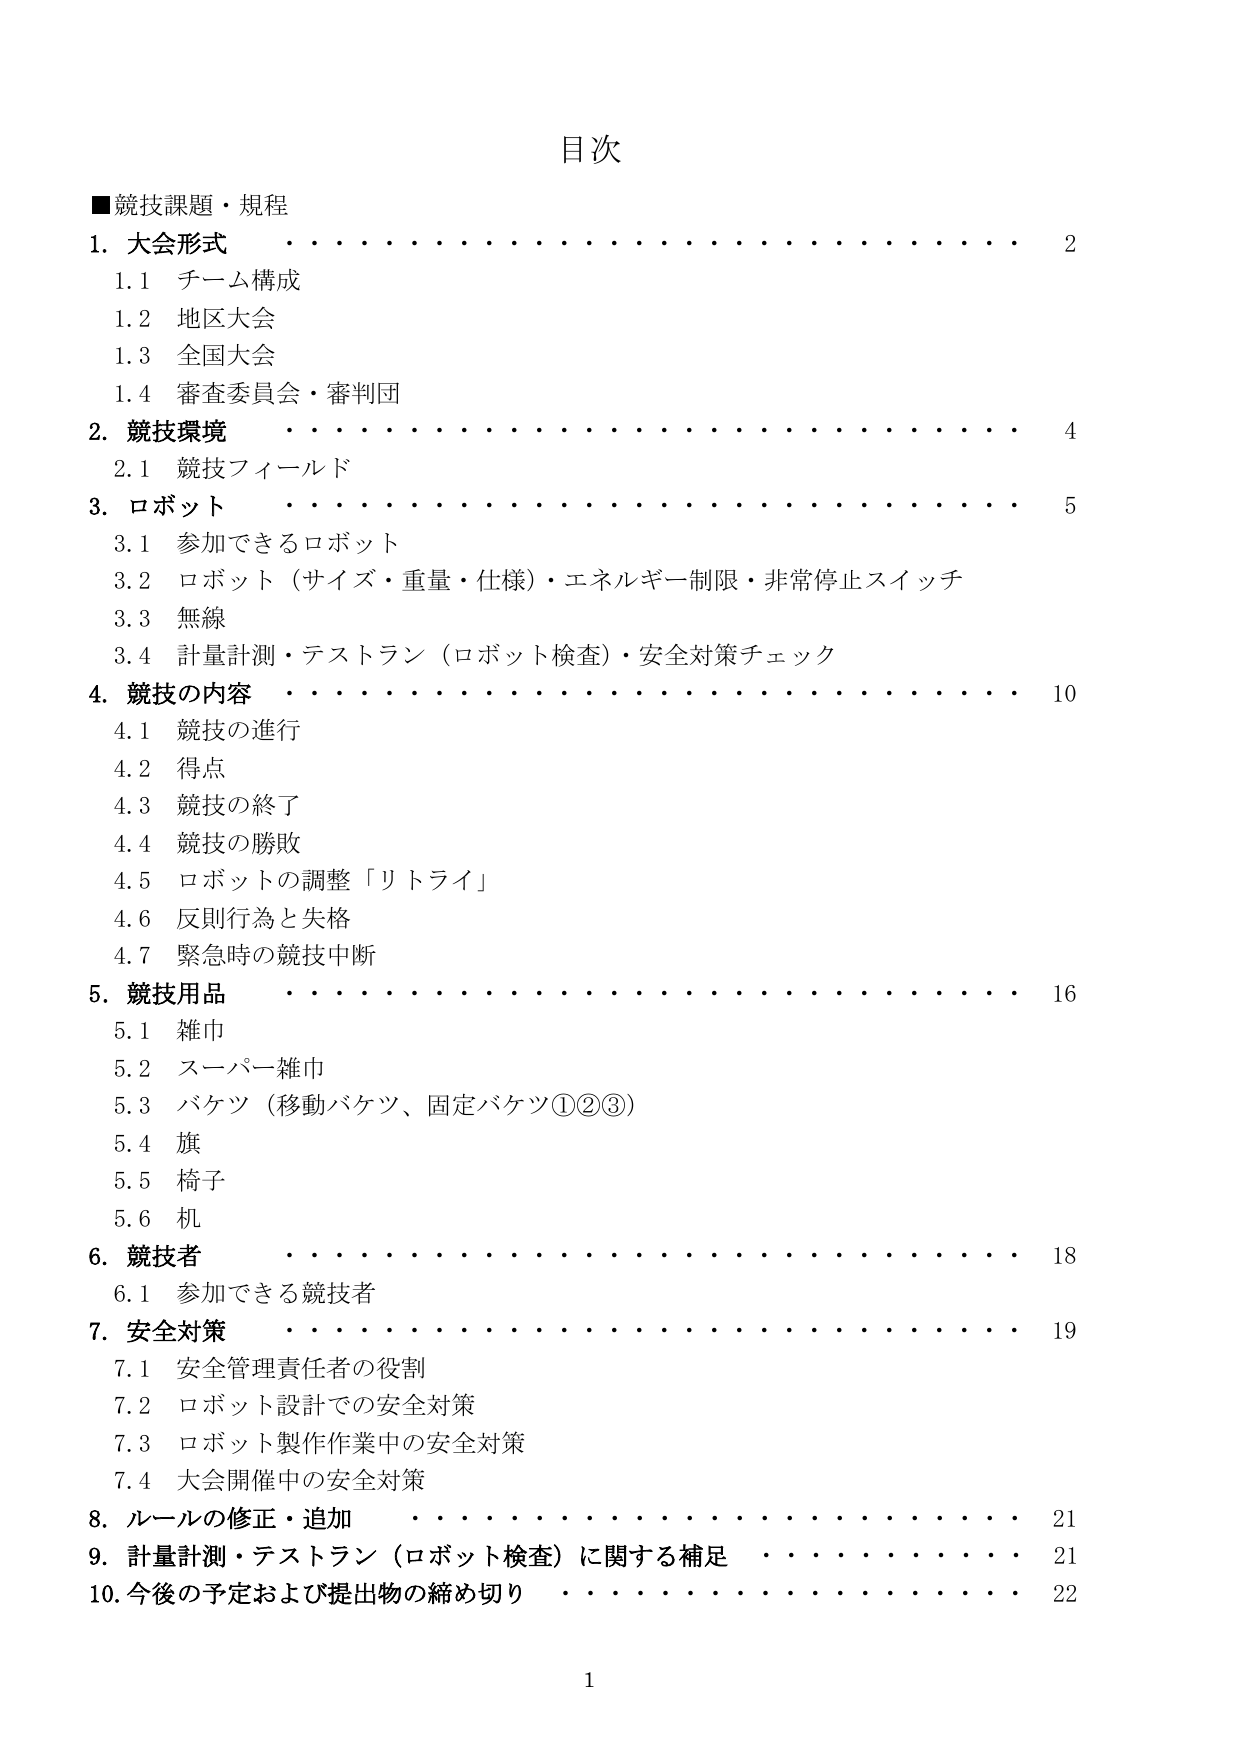 目次
■競技課題・規程
1. 大会形式 ・・・・・・・・・・・・・・・・・・・・・・・・・・・・・・ 2
1.1 チーム構成
1.2 地区大会
1.3 全国大会
1.4 審査委員会・審判団
2. 競技環境 ・・・・・・・・・・・・・・・・・・・・・・・・・・・・・・ 4
2.1 競技フィールド
3. ロボット ・・・・・・・・・・・・・・・・・・・・・・・・・・・・・・ 5
3.1 参加できるロボット
3.2 ロボット（サイズ・重量・仕様）・エネルギー制限・非常停止スイッチ
3.3 無線
3.4 計量計測・テストラン（ロボット検査）・安全対策チェック
4. 競技の内容 ・・・・・・・・・・・・・・・・・・・・・・・・・・・・・・ 10
4.1 競技の進行
4.2 得点
4.3 競技の終了
4.4 競技の勝敗
4.5 ロボットの調整「リトライ」
4.6 反則行為と失格
4.7 緊急時の競技中断
5. 競技用品 ・・・・・・・・・・・・・・・・・・・・・・・・・・・・・・ 16
5.1 雑巾
5.2 スーパー雑巾
5.3 バケツ（移動バケツ、固定バケツ①②③）
5.4 旗
5.5 椅子
5.6 机
6. 競技者 ・・・・・・・・・・・・・・・・・・・・・・・・・・・・・・ 18
6.1 参加できる競技者
7. 安全対策 ・・・・・・・・・・・・・・・・・・・・・・・・・・・・・・ 19
7.1 安全管理責任者の役割
7.2 ロボット設計での安全対策
7.3 ロボット製作作業中の安全対策
7.4 大会開催中の安全対策
8. ルールの修正・追加 ・・・・・・・・・・・・・・・・・・・・・・・・・ 21
9. 計量計測・テストラン（ロボット検査）に関する補足 ・・・・・・・・・・・ 21
10.今後の予定および提出物の締め切り ・・・・・・・・・・・・・・・・・・・ 22
1